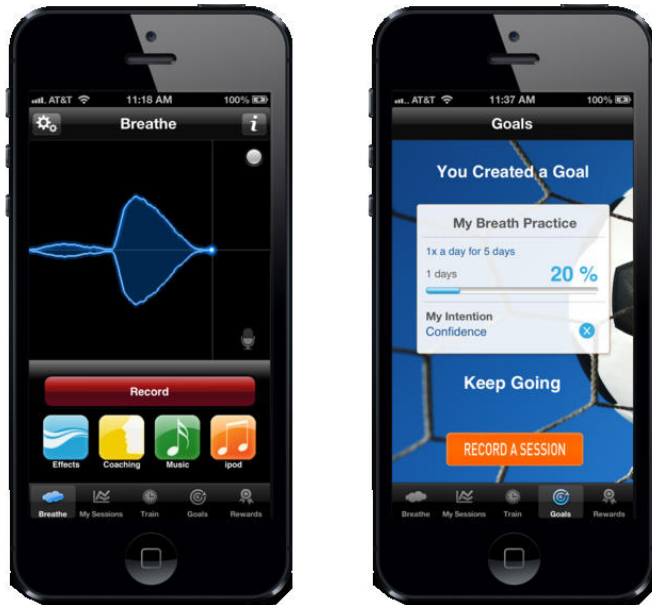 AT&T 11:18 AM 100%
Breathe
i
Record
Effects Coaching Music ipod
Breathe My Sessions Train Goals Rewards
AT&T 11:37 AM 100%
Goals
You Created a Goal
My Breath Practice
1x a day for 5 days
1 days 20 %
My Intention
Confidence
Keep Going
RECORD A SESSION
Breathe My Sessions Train Goals Rewards